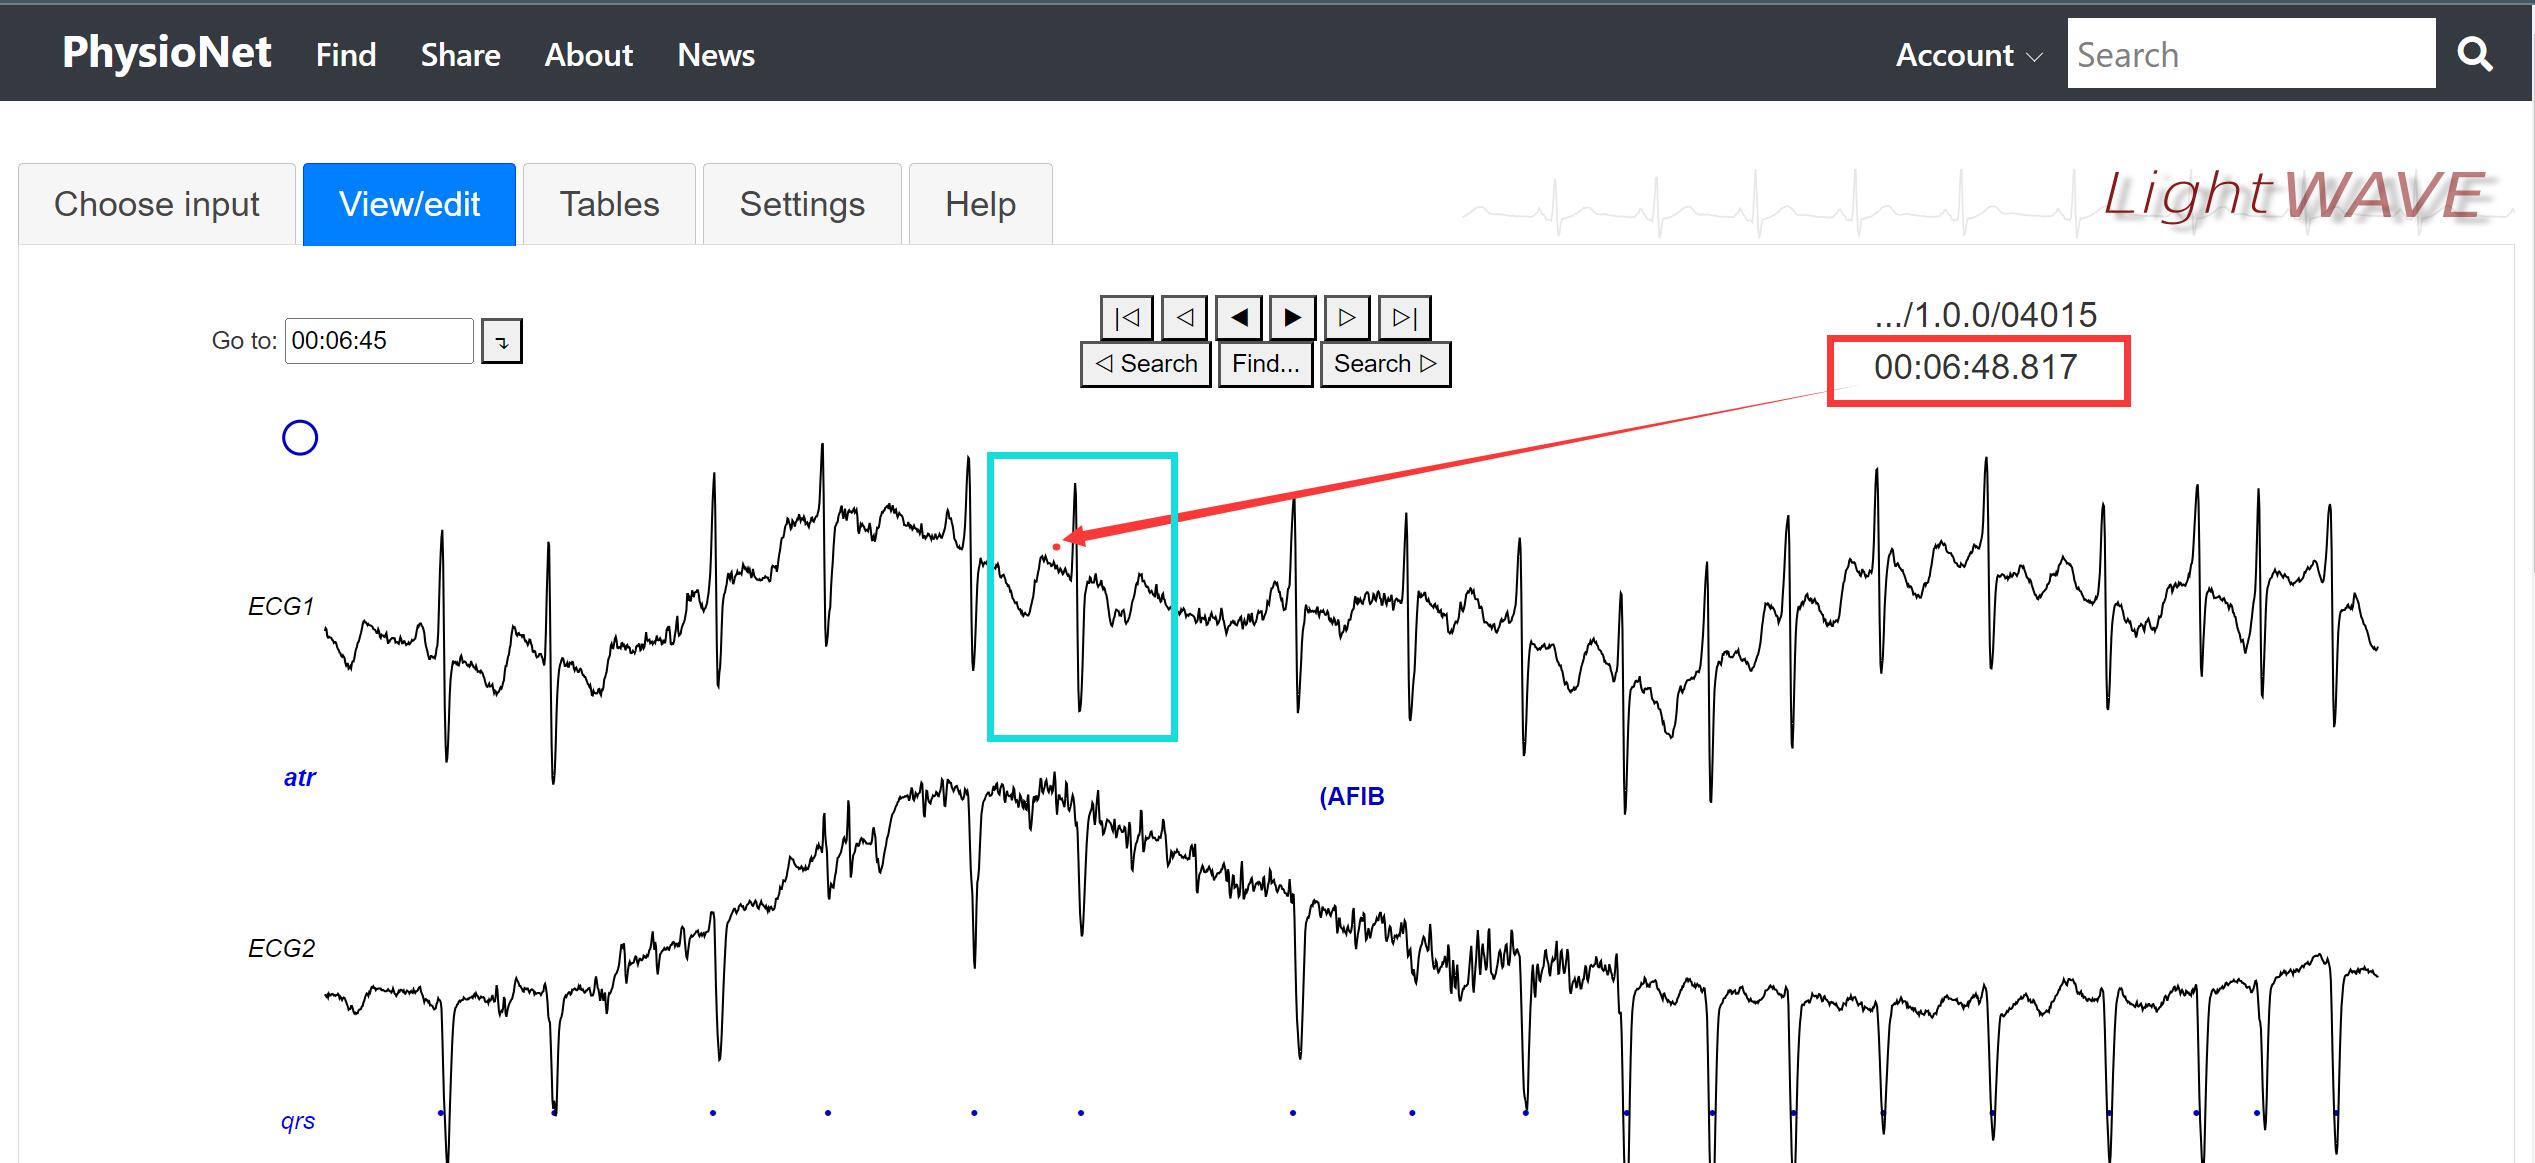 PhysioNet Find Share About News Account Search
Choose input View/edit Tables Settings Help LightWAVE
.../1.0.0/04015
Go to: 00:06:45
◁ Search Find... Search ▷
00:06:48.817
ECG1
atr
(AFIB
ECG2
qrs